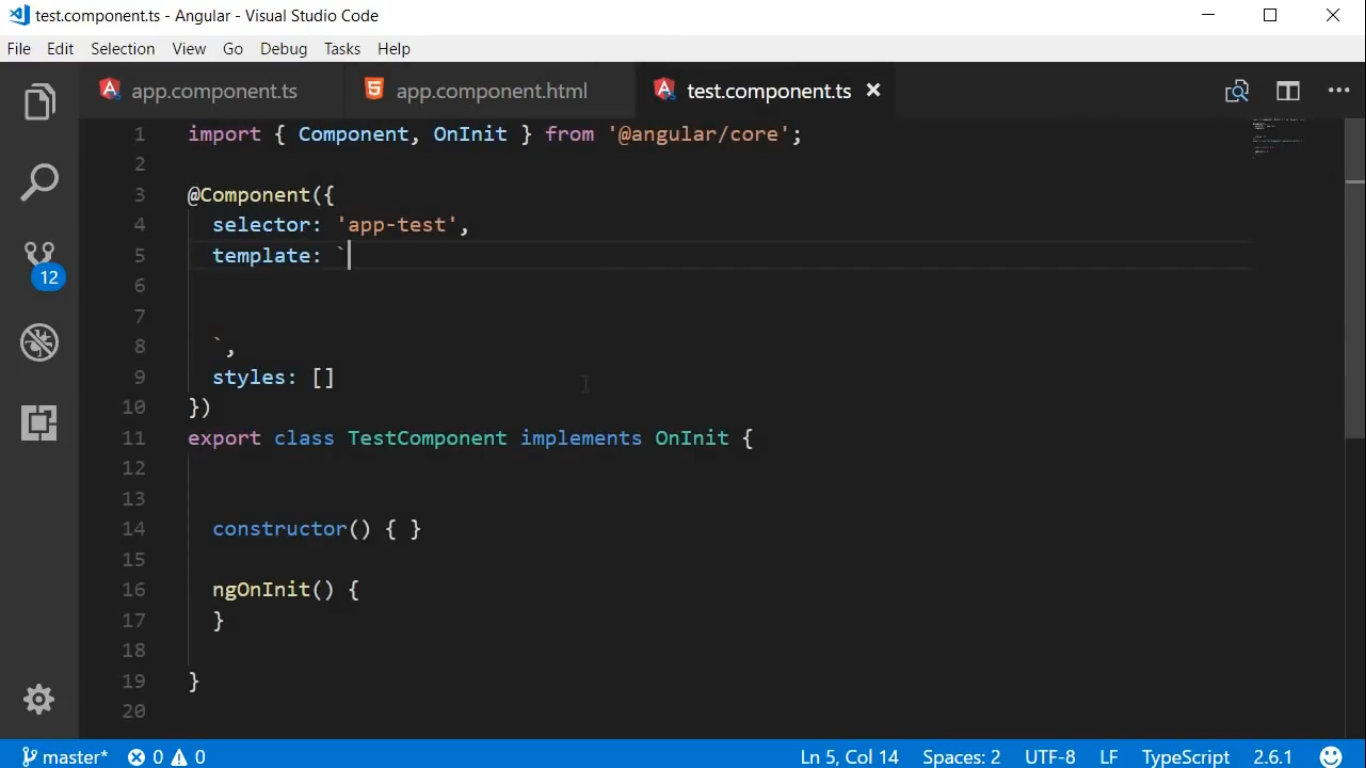 test.component.ts - Angular - Visual Studio Code
File Edit Selection View Go Debug Tasks Help
app.component.ts app.component.html test.component.ts
1 import { Component, OnInit } from '@angular/core';
2
3 @Component({
4 selector: 'app-test',
5 template: `
6
7
8 `,
9 styles: []
10 })
11 export class TestComponent implements OnInit {
12
13
14 constructor() { }
15
16 ngOnInit() {
17 }
18
19 }
20
12
master* 0 0 Ln 5, Col 14 Spaces: 2 UTF-8 LF TypeScript 2.6.1